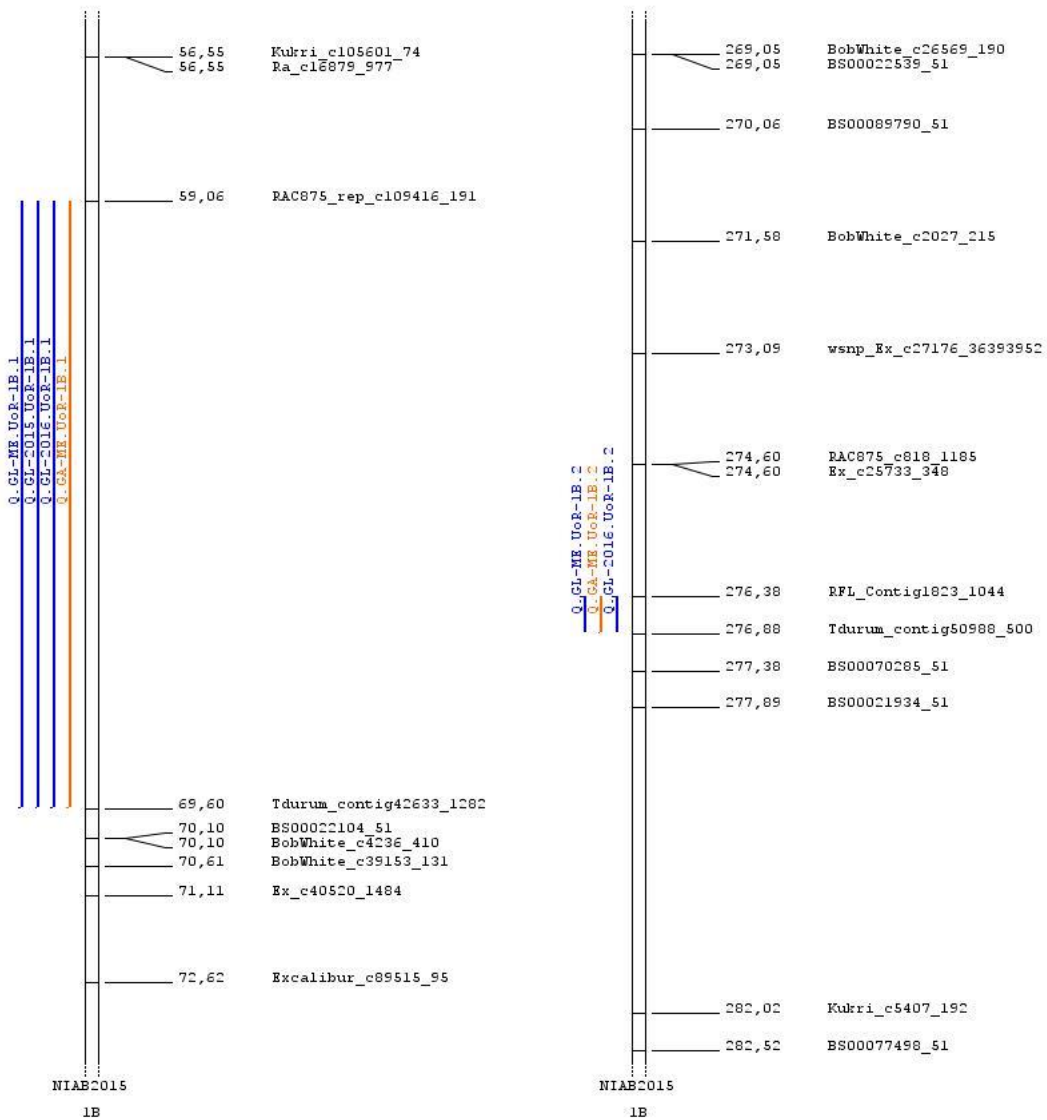 56,55 Kukri_c105601_74
56,55 Ra_c16879_977
59,06 RAC875_rep_c109416_191
Q.GL-ME.UoR-1B.1
Q.GL-2015.UoR-1B.1
Q.GL-2016.UoR-1B.1
Q.GA-ME.UoR-1B.1
69,60 Tdurum_contig42633_1282
70,10 BS00022104_51
70,10 BobWhite_c4236_410
70,61 BobWhite_c39153_131
71,11 Ex_c40520_1484
72,62 Excalibur_c89515_95
NIAB2015
1B
269,05 BobWhite_c26569_190
269,05 BS00022539_51
270,06 BS00089790_51
271,58 BobWhite_c2027_215
273,09 wsnp_Ex_c27176_36393952
274,60 RAC875_c818_1185
274,60 Ex_c25733_348
Q.GL-ME.UoR-1B.2
Q.GA-ME.UoR-1B.2
Q.GL-2016.UoR-1B.2
276,38 RFL_Contig1823_1044
276,88 Tdurum_contig50988_500
277,38 BS00070285_51
277,89 BS00021934_51
282,02 Kukri_c5407_192
282,52 BS00077498_51
NIAB2015
1B